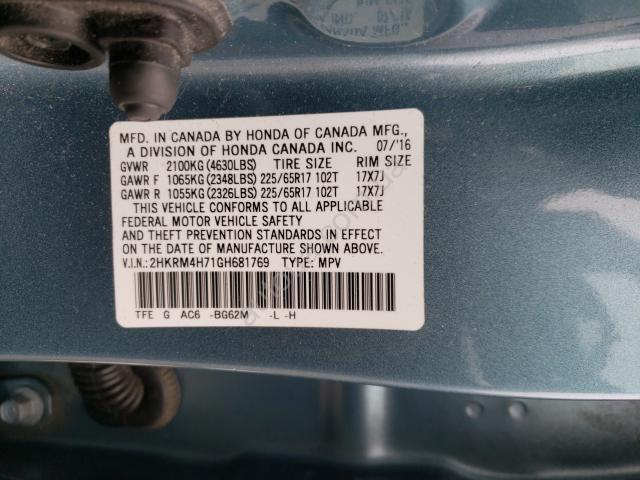 MFD. IN CANADA BY HONDA OF CANADA MFG.,
A DIVISION OF HONDA CANADA INC. 07/'16
GVWR 2100KG (4630LBS) TIRE SIZE RIM SIZE
GAWR F 1065KG (2348LBS) 225/65R17 102T 17X7J
GAWR R 1055KG (2326LBS) 225/65R17 102T 17X7J
THIS VEHICLE CONFORMS TO ALL APPLICABLE
FEDERAL MOTOR VEHICLE SAFETY
AND THEFT PREVENTION STANDARDS IN EFFECT
ON THE DATE OF MANUFACTURE SHOWN ABOVE.
V.I.N.: 2HKRM4H71GH681769 TYPE: MPV
TFE G AC6 -BG62M -L -H